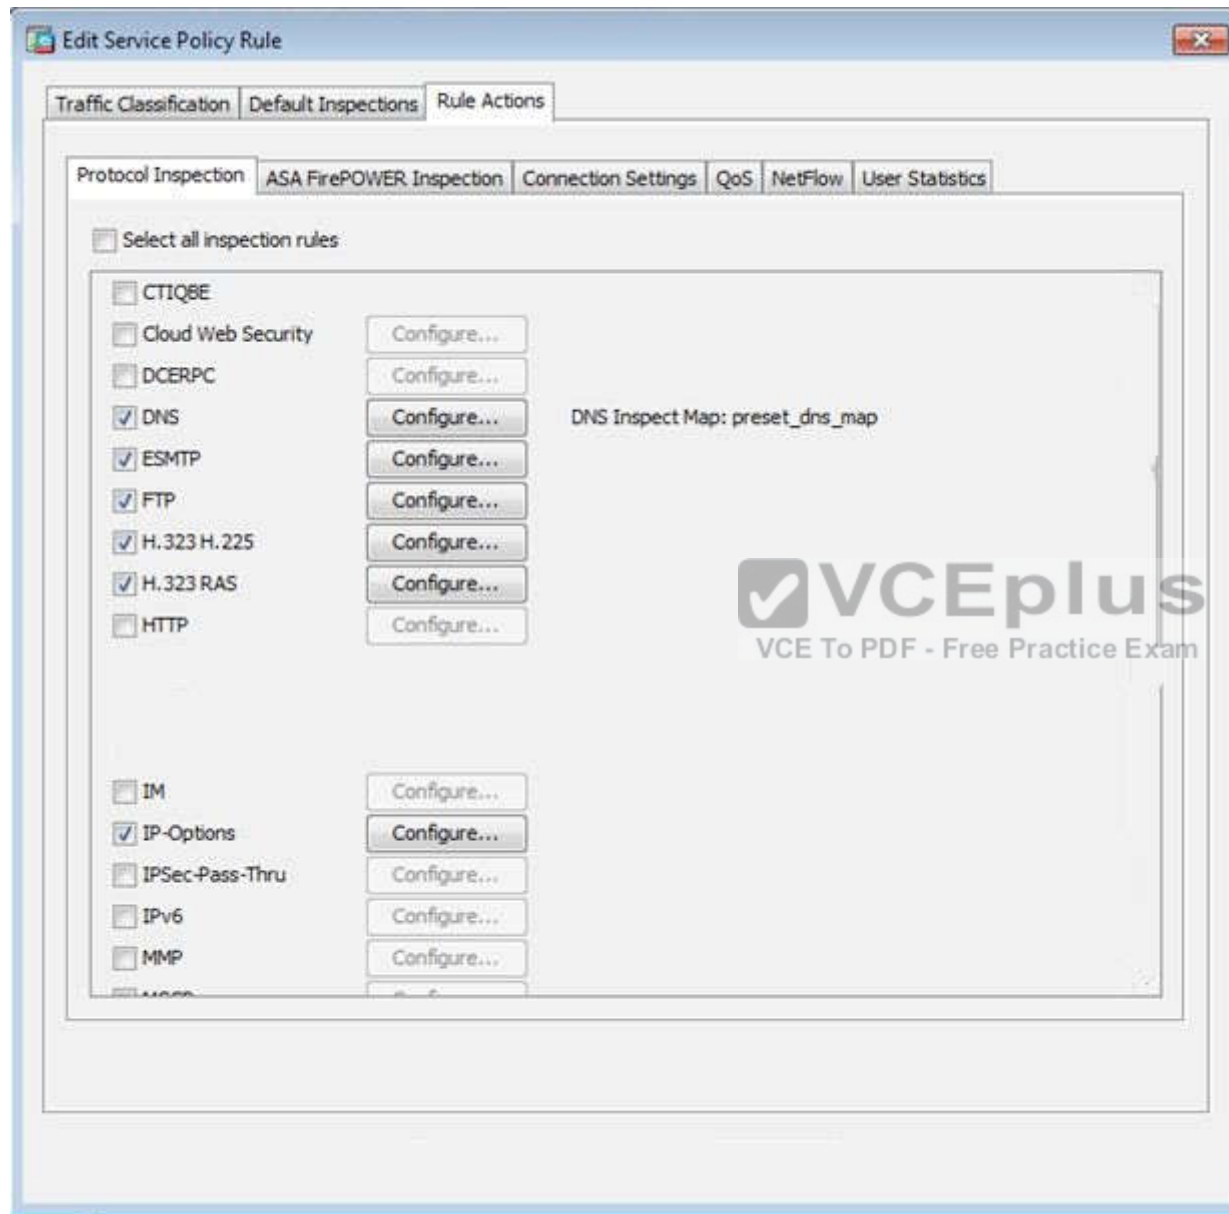 Edit Service Policy Rule
Traffic Classification Default Inspections Rule Actions
Protocol Inspection ASA FirePOWER Inspection Connection Settings QoS NetFlow User Statistics
Select all inspection rules
CTIQBE
Cloud Web Security Configure...
DCERPC Configure...
DNS Configure... DNS Inspect Map: preset_dns_map
ESMTP Configure...
FTP Configure...
H.323 H.225 Configure...
H.323 RAS Configure...
HTTP Configure...
VCEplus
VCE To PDF - Free Practice Exam
IM Configure...
IP-Options Configure...
IPSec-Pass-Thru Configure...
IPv6 Configure...
MMP Configure...